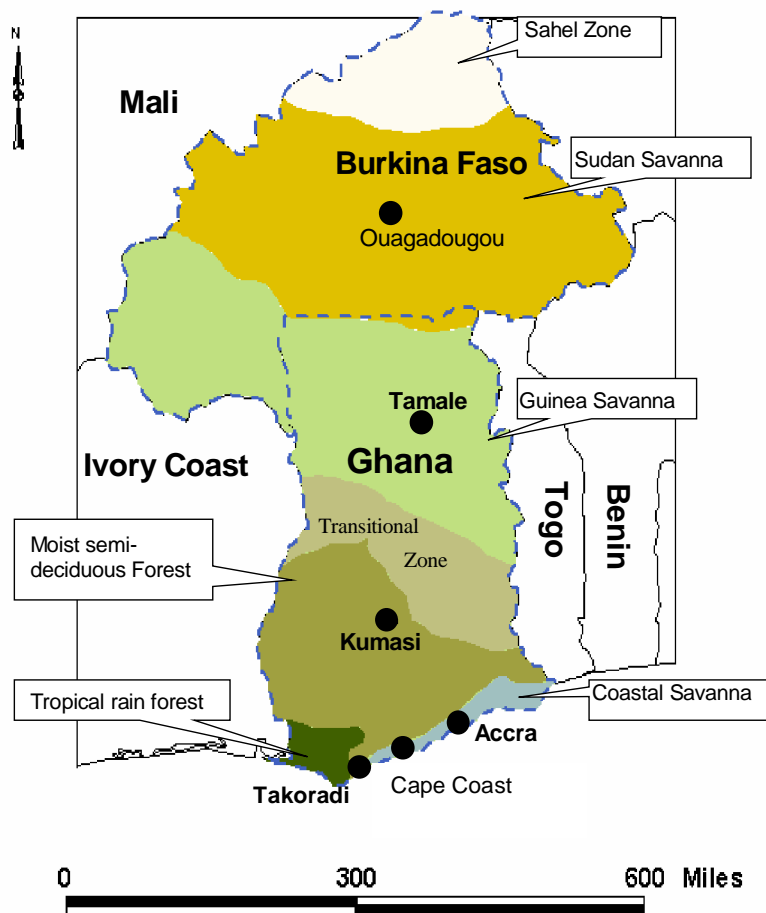 Sahel Zone
N
Mali
Burkina Faso
Sudan Savanna
Ouagadougou
Tamale
Guinea Savanna
Ivory Coast
Ghana
Togo
Benin
Transitional
Zone
Moist semi-
deciduous Forest
Kumasi
Tropical rain forest
Coastal Savanna
Accra
Takoradi
Cape Coast
0 300 600 Miles